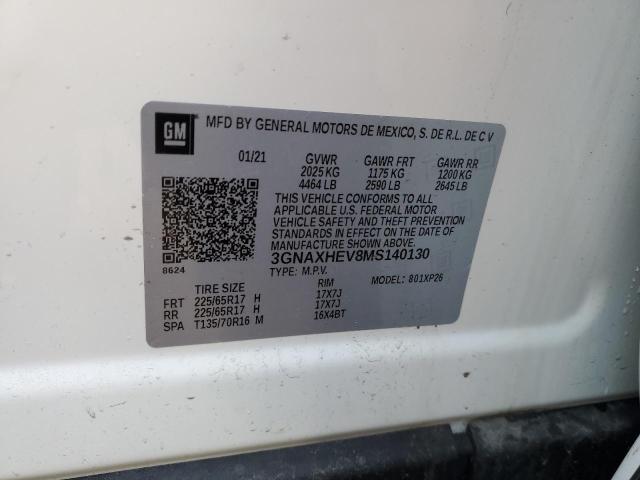 GM
MFD BY GENERAL MOTORS DE MEXICO, S. DE R.L. DE C V
01/21 GVWR GAWR FRT GAWR RR
2025 KG 1175 KG 1200 KG
4464 LB 2590 LB 2645 LB
THIS VEHICLE CONFORMS TO ALL
APPLICABLE U.S. FEDERAL MOTOR
VEHICLE SAFETY AND THEFT PREVENTION
STANDARDS IN EFFECT ON THE DATE OF
MANUFACTURE SHOWN ABOVE.
3GNAXHEV8MS140130
8624
TYPE: M.P.V. MODEL: 801XP26
TIRE SIZE RIM
FRT 225/65R17 H 17X7J
RR 225/65R17 H 17X7J
SPA T135/70R16 M 16X4BT